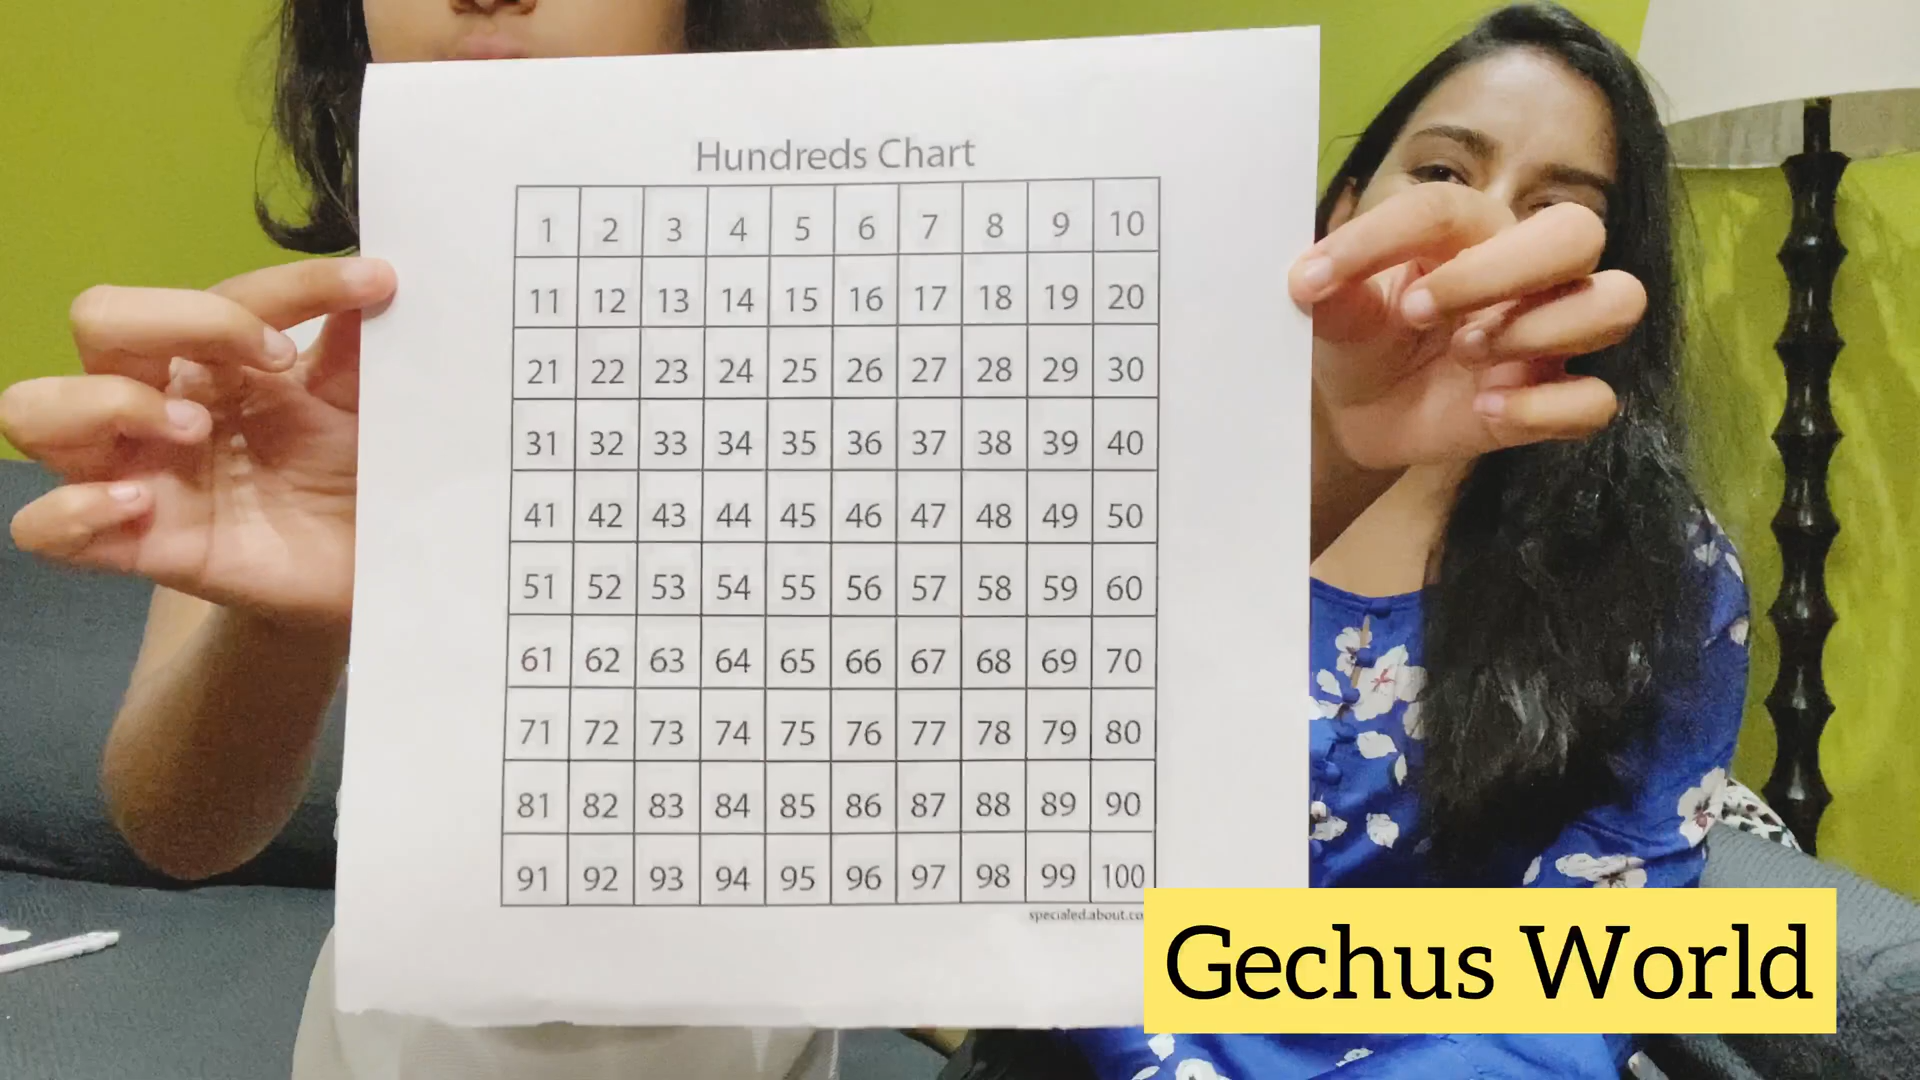 Hundreds Chart
1 2 3 4 5 6 7 8 9 10
11 12 13 14 15 16 17 18 19 20
21 22 23 24 25 26 27 28 29 30
31 32 33 34 35 36 37 38 39 40
41 42 43 44 45 46 47 48 49 50
51 52 53 54 55 56 57 58 59 60
61 62 63 64 65 66 67 68 69 70
71 72 73 74 75 76 77 78 79 80
81 82 83 84 85 86 87 88 89 90
91 92 93 94 95 96 97 98 99 100
specialed.about.co
Gechus World